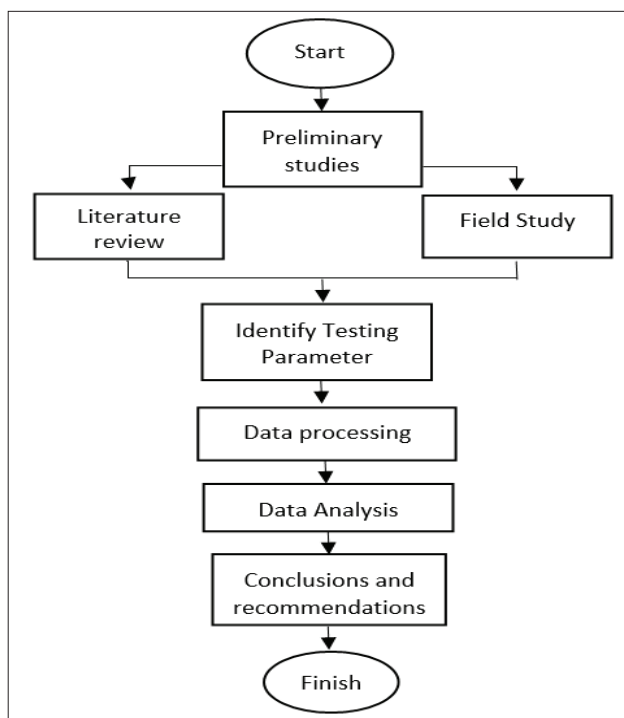 Start
Preliminary
studies
Literature
review
Field Study
Identify Testing
Parameter
Data processing
Data Analysis
Conclusions and
recommendations
Finish